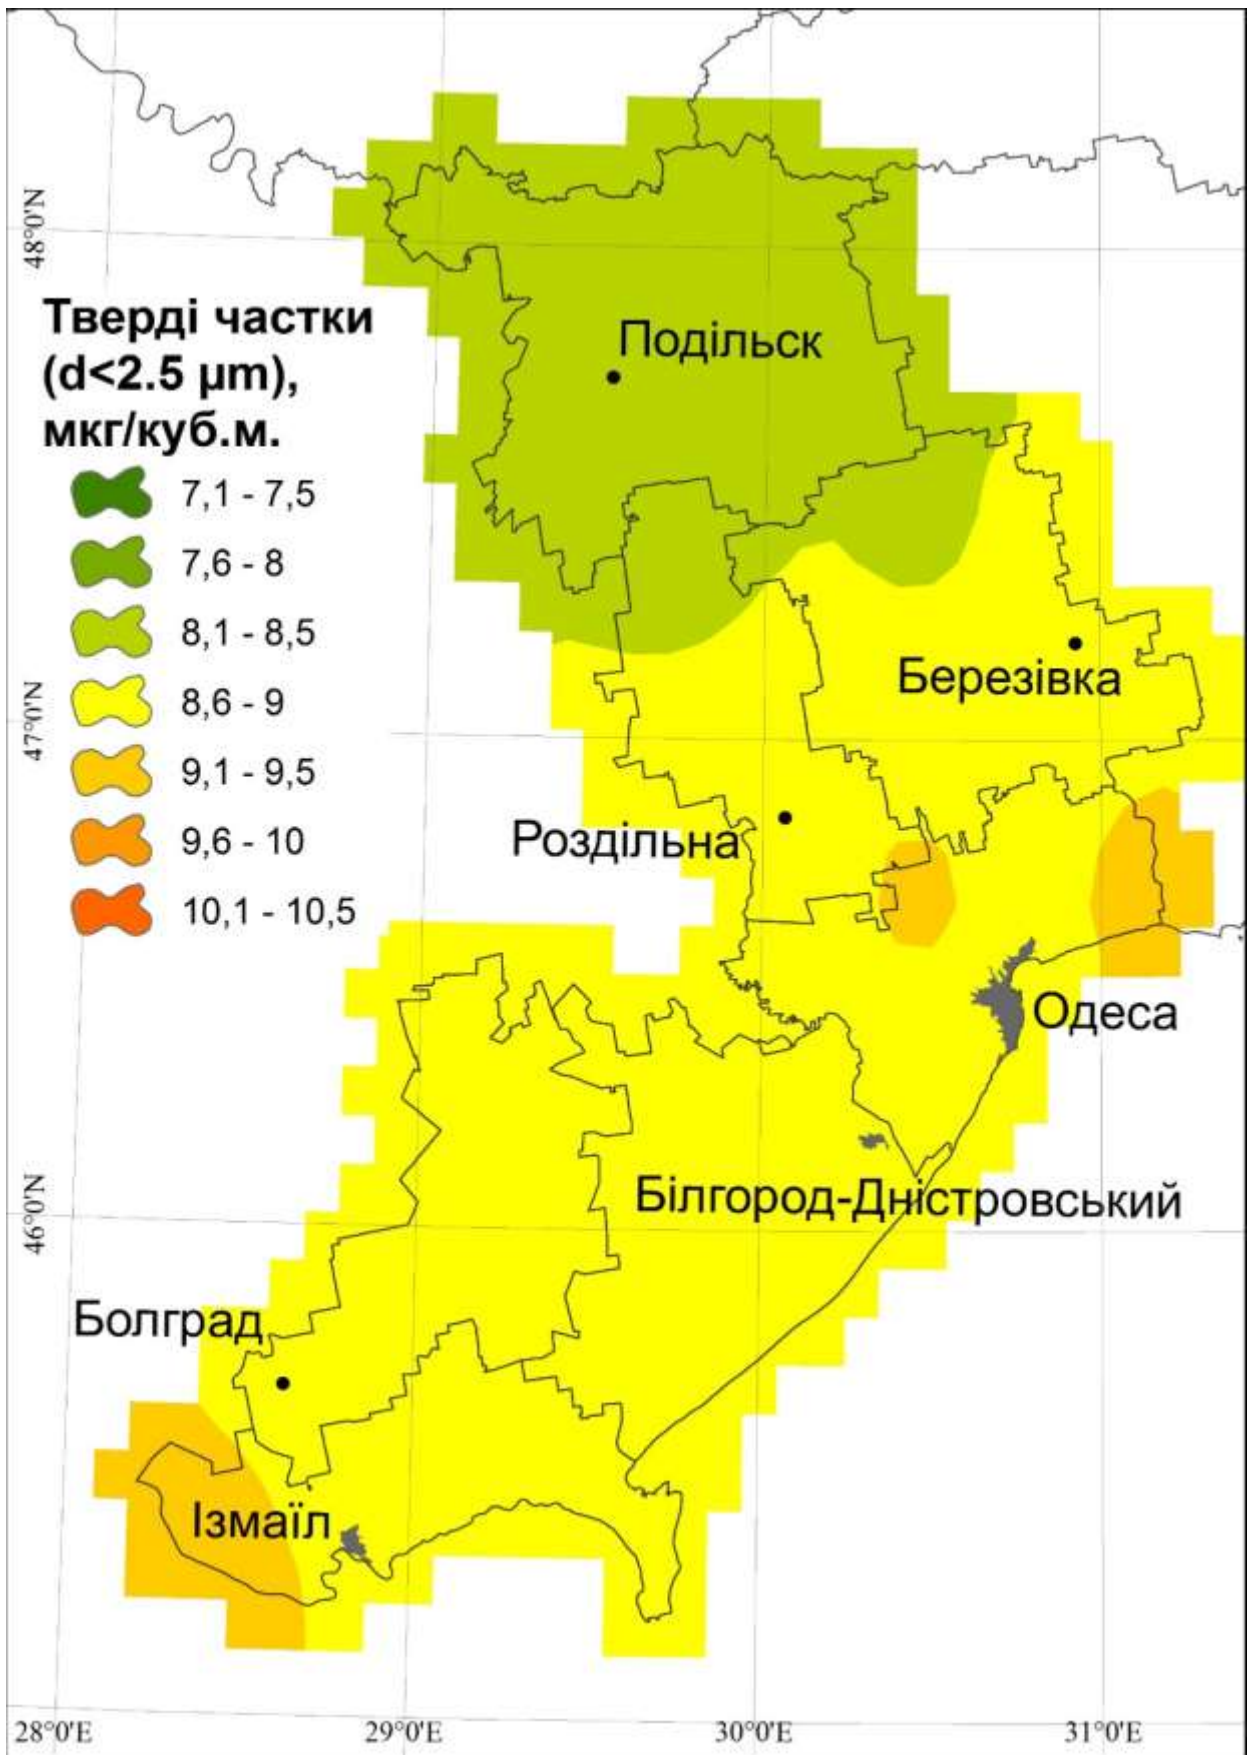 48°0'N
Тверді частки
(d<2.5 µm),
мкг/куб.м.
Подільск
7,1 - 7,5
7,6 - 8
8,1 - 8,5
8,6 - 9
9,1 - 9,5
9,6 - 10
10,1 - 10,5
47°0'N
Березівка
Роздільна
Одеса
46°0'N
Білгород-Дністровський
Болград
Ізмаїл
28°0'E 29°0'E 30°0'E 31°0'E